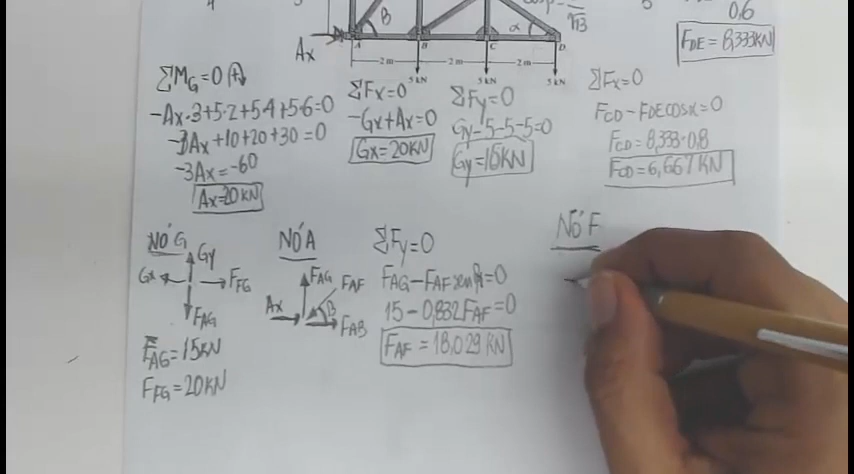 B
α
√13
0,6
FDE = 8,333KN
Ax
A
B
C
D
2 m
2 m
2 m
5 kN
5 kN
5 kN
ΣMG=0
-Ax·3+5·2+5·4+5·6=0
-3Ax+10+20+30=0
-3Ax=-60
Ax=20KN
ΣFx=0
-Gx+Ax=0
Gx=20KN
ΣFy=0
Gy-5-5-5=0
Gy=15KN
ΣFx=0
FCD - FDEcosα=0
FCD=8,333·0,8
FCD=6,667KN
NÓ G
Gy
Gx
FFG
FAG
FAG=15KN
FFG=20KN
NÓ A
FAG
FAF
Ax
B
FAB
ΣFy=0
FAG-FAFsenβ=0
15-0,832FAF=0
FAF=18,029KN
NÓ F